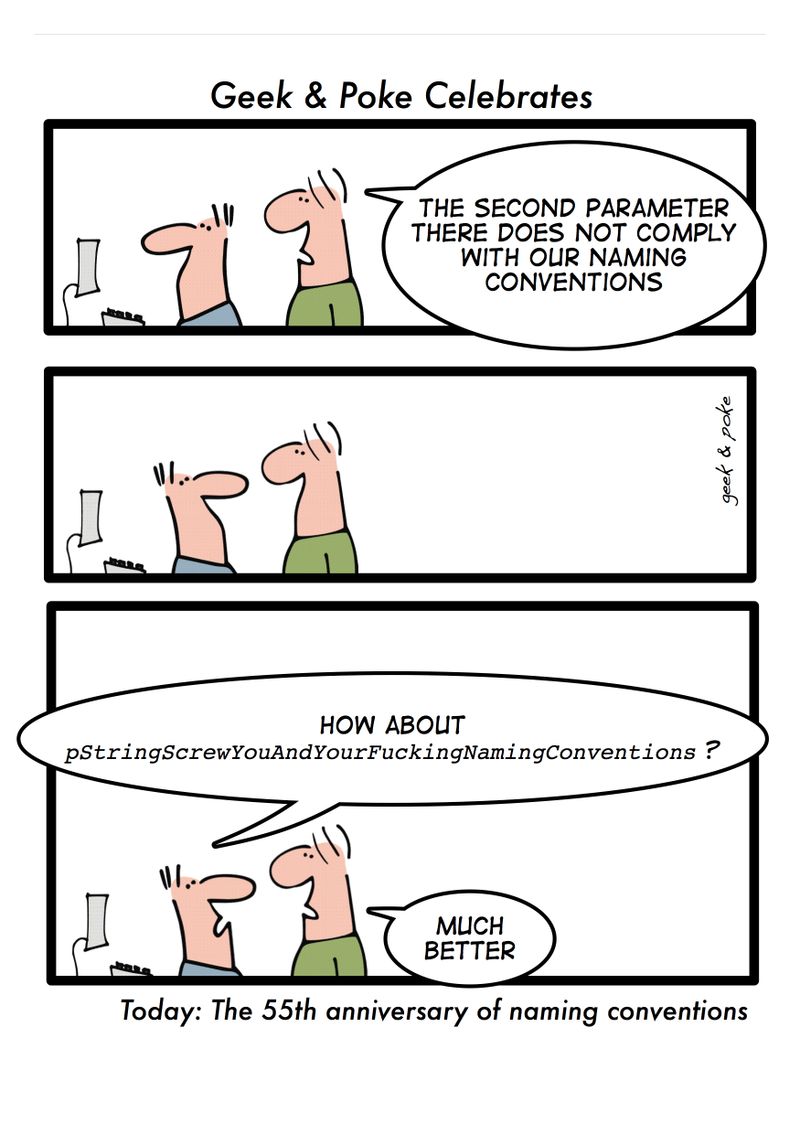 Geek & Poke Celebrates
THE SECOND PARAMETER
THERE DOES NOT COMPLY
WITH OUR NAMING
CONVENTIONS
geek & poke
HOW ABOUT
pStringScrewYouAndYourFuckingNamingConventions ?
MUCH
BETTER
Today: The 55th anniversary of naming conventions